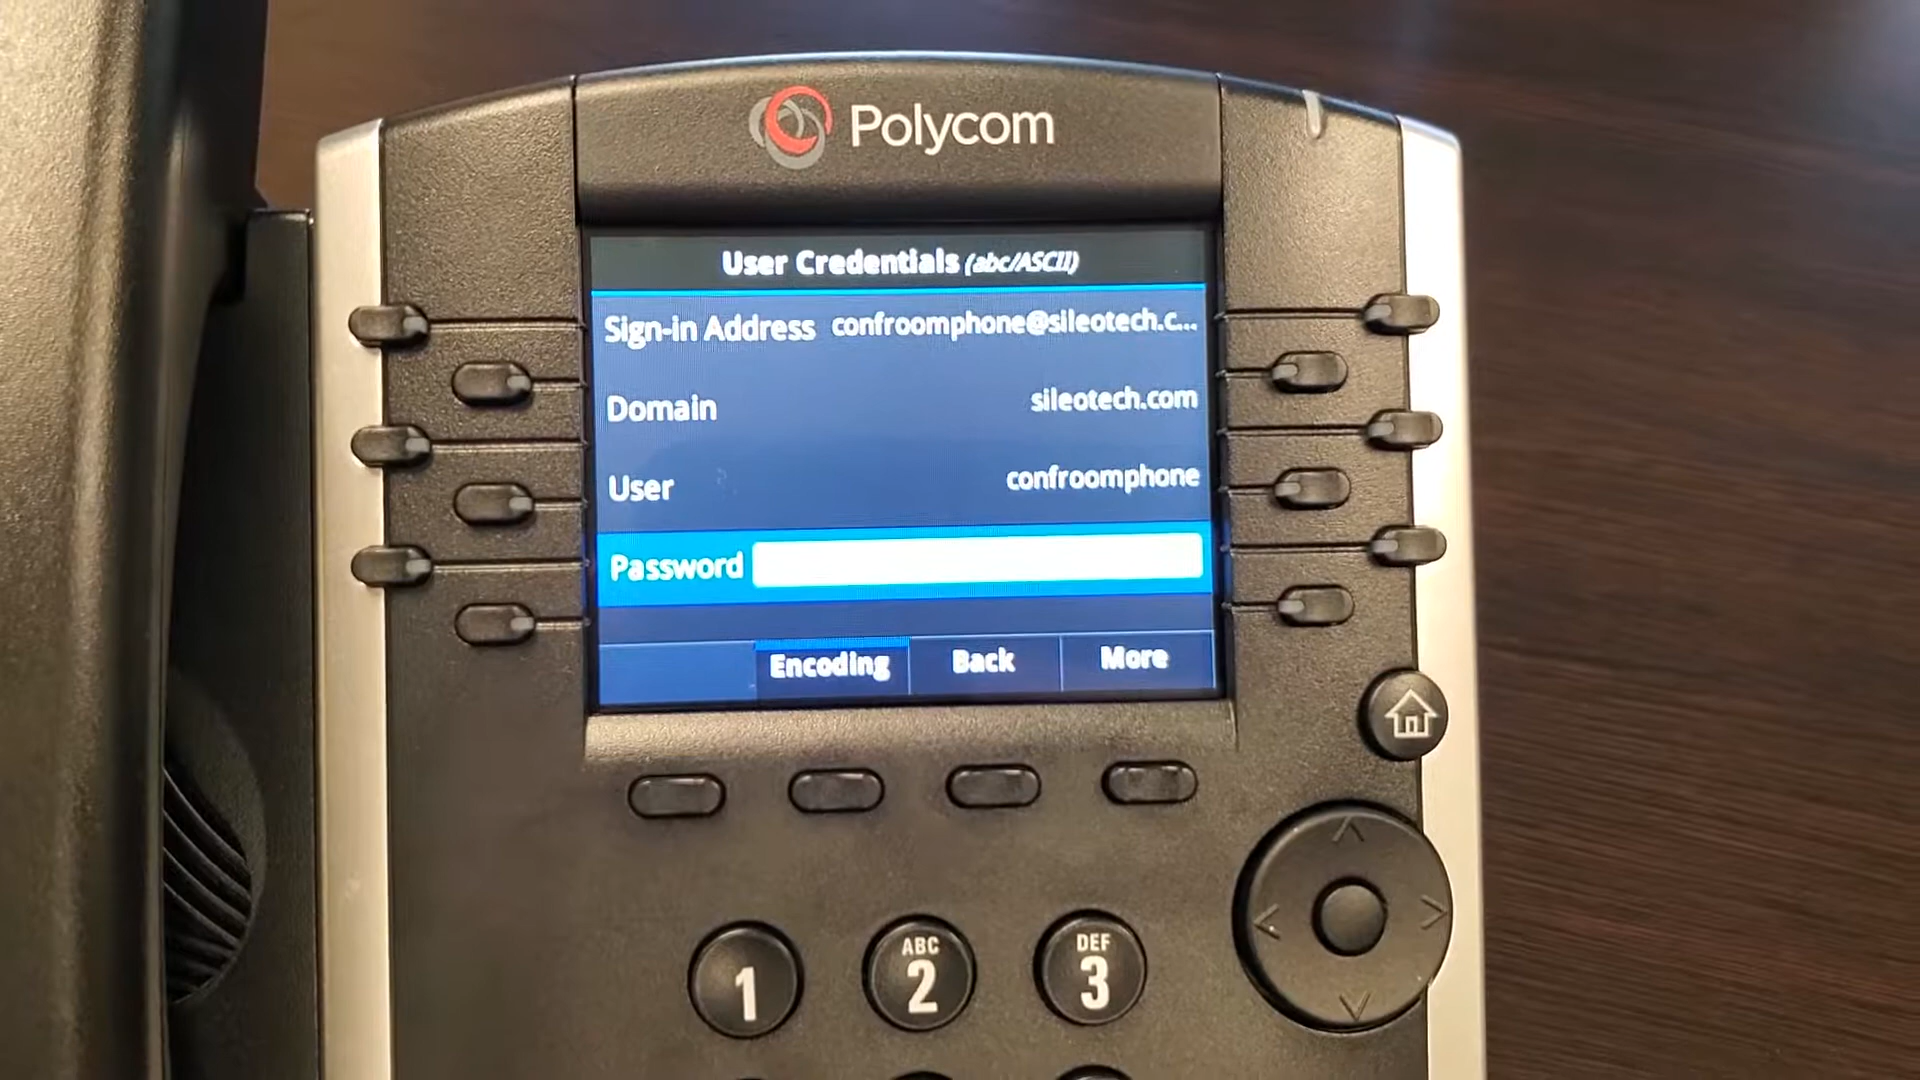 Polycom
User Credentials (abc/ASCII)
Sign-in Address confroomphone@sileotech.c...
Domain sileotech.com
User confroomphone
Password
Encoding Back More
1 ABC 2 DEF 3